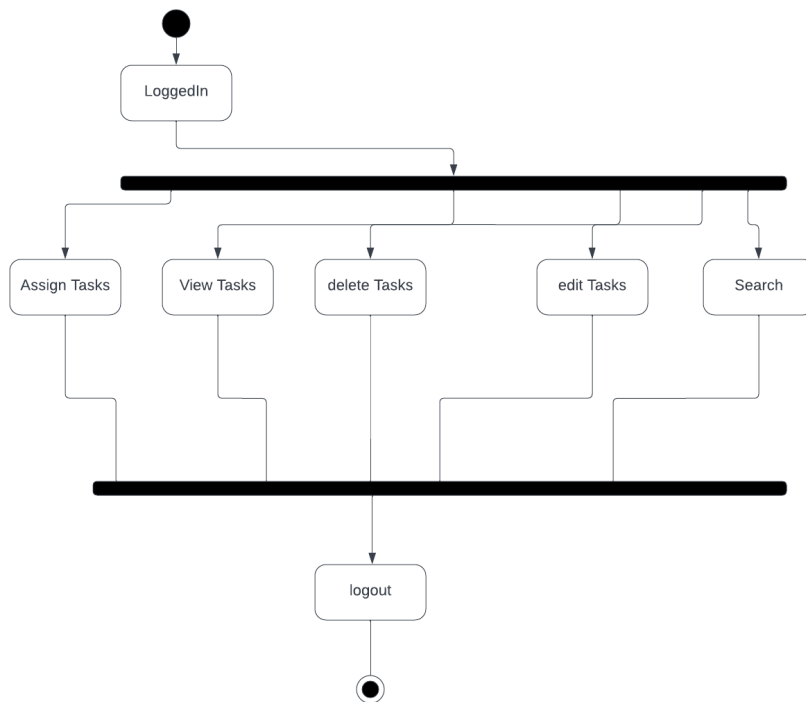 LoggedIn
Assign Tasks
View Tasks
delete Tasks
edit Tasks
Search
logout